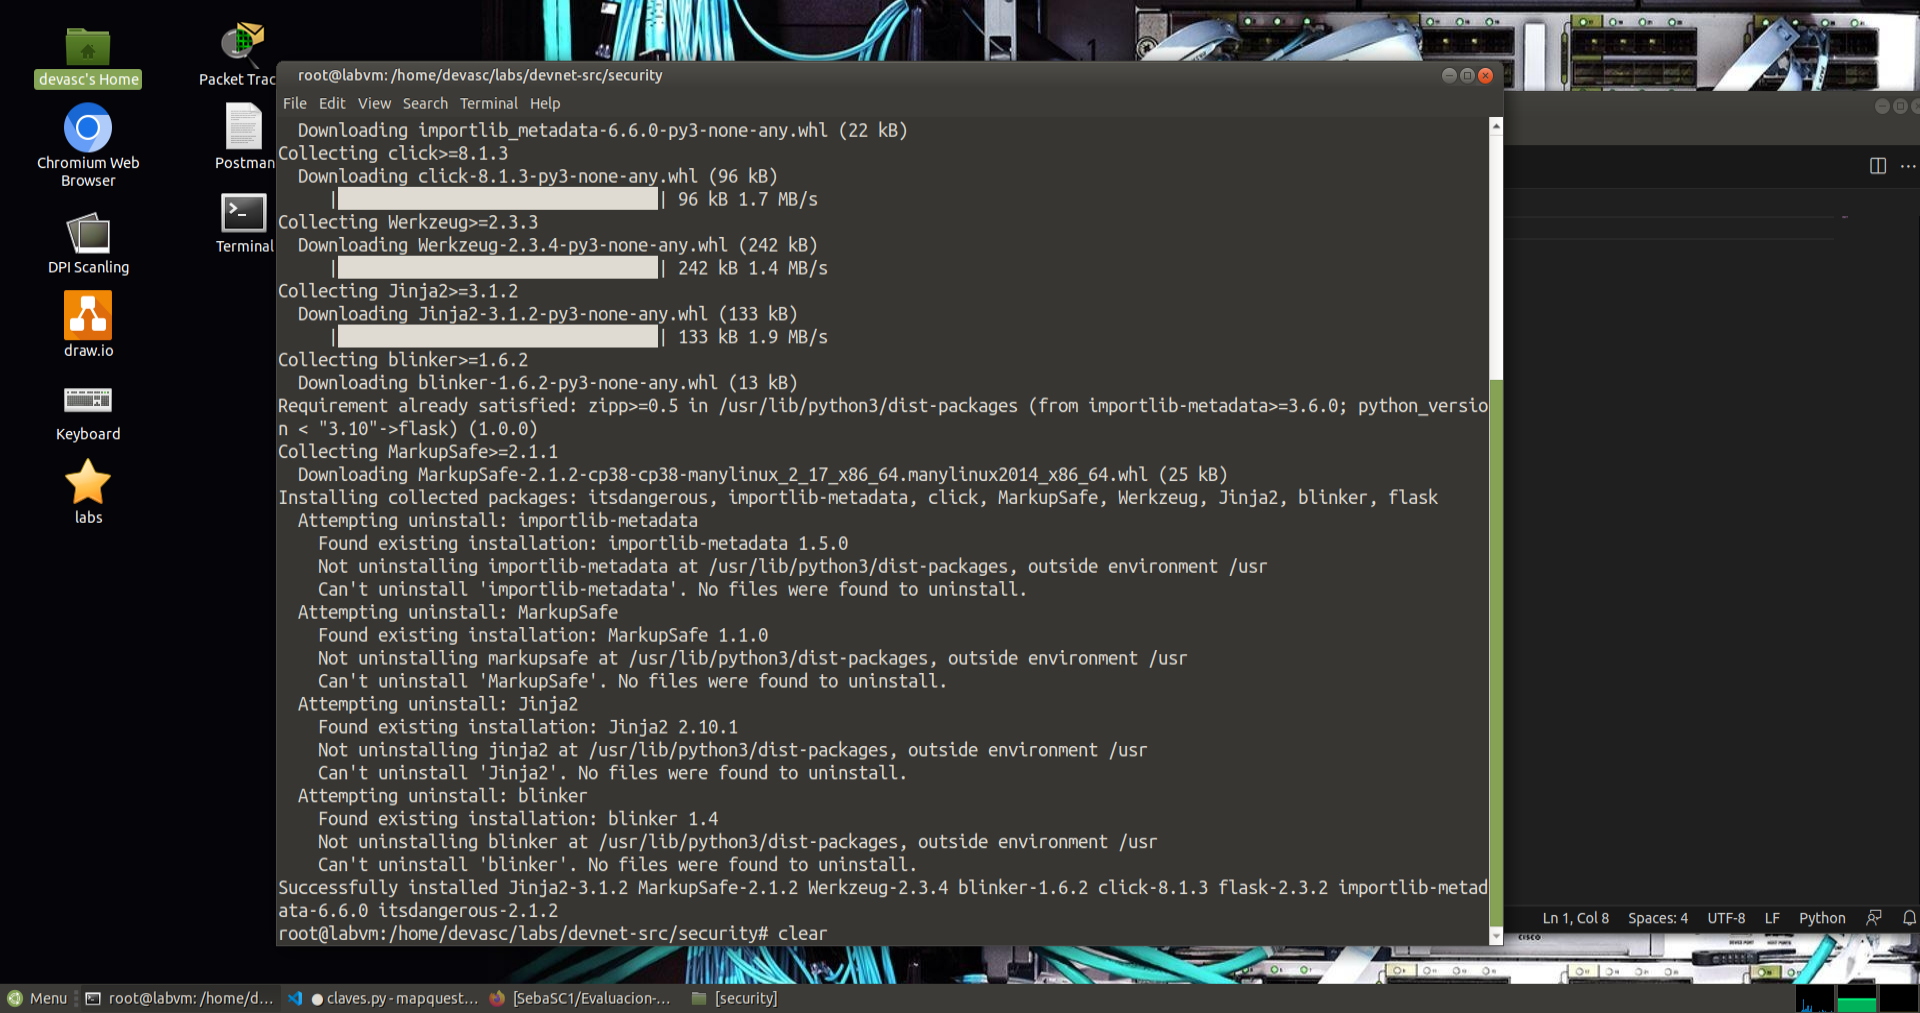 devasc's Home
Packet Trac
Chromium Web
Browser
Postman
DPI Scanling
Terminal
draw.io
Keyboard
labs
root@labvm: /home/devasc/labs/devnet-src/security
File Edit View Search Terminal Help
Downloading importlib_metadata-6.6.0-py3-none-any.whl (22 kB)
Collecting click>=8.1.3
Downloading click-8.1.3-py3-none-any.whl (96 kB)
| | 96 kB 1.7 MB/s
Collecting Werkzeug>=2.3.3
Downloading Werkzeug-2.3.4-py3-none-any.whl (242 kB)
| | 242 kB 1.4 MB/s
Collecting Jinja2>=3.1.2
Downloading Jinja2-3.1.2-py3-none-any.whl (133 kB)
| | 133 kB 1.9 MB/s
Collecting blinker>=1.6.2
Downloading blinker-1.6.2-py3-none-any.whl (13 kB)
Requirement already satisfied: zipp>=0.5 in /usr/lib/python3/dist-packages (from importlib-metadata>=3.6.0; python_versio
n < "3.10"->flask) (1.0.0)
Collecting MarkupSafe>=2.1.1
Downloading MarkupSafe-2.1.2-cp38-cp38-manylinux_2_17_x86_64.manylinux2014_x86_64.whl (25 kB)
Installing collected packages: itsdangerous, importlib-metadata, click, MarkupSafe, Werkzeug, Jinja2, blinker, flask
Attempting uninstall: importlib-metadata
Found existing installation: importlib-metadata 1.5.0
Not uninstalling importlib-metadata at /usr/lib/python3/dist-packages, outside environment /usr
Can't uninstall 'importlib-metadata'. No files were found to uninstall.
Attempting uninstall: MarkupSafe
Found existing installation: MarkupSafe 1.1.0
Not uninstalling markupsafe at /usr/lib/python3/dist-packages, outside environment /usr
Can't uninstall 'MarkupSafe'. No files were found to uninstall.
Attempting uninstall: Jinja2
Found existing installation: Jinja2 2.10.1
Not uninstalling jinja2 at /usr/lib/python3/dist-packages, outside environment /usr
Can't uninstall 'Jinja2'. No files were found to uninstall.
Attempting uninstall: blinker
Found existing installation: blinker 1.4
Not uninstalling blinker at /usr/lib/python3/dist-packages, outside environment /usr
Can't uninstall 'blinker'. No files were found to uninstall.
Successfully installed Jinja2-3.1.2 MarkupSafe-2.1.2 Werkzeug-2.3.4 blinker-1.6.2 click-8.1.3 flask-2.3.2 importlib-metad
ata-6.6.0 itsdangerous-2.1.2
root@labvm:/home/devasc/labs/devnet-src/security# clear
Ln 1, Col 8 Spaces: 4 UTF-8 LF Python
CISCO
Menu root@labvm: /home/d... claves.py - mapquest... [SebaSC1/Evaluacion-... [security]